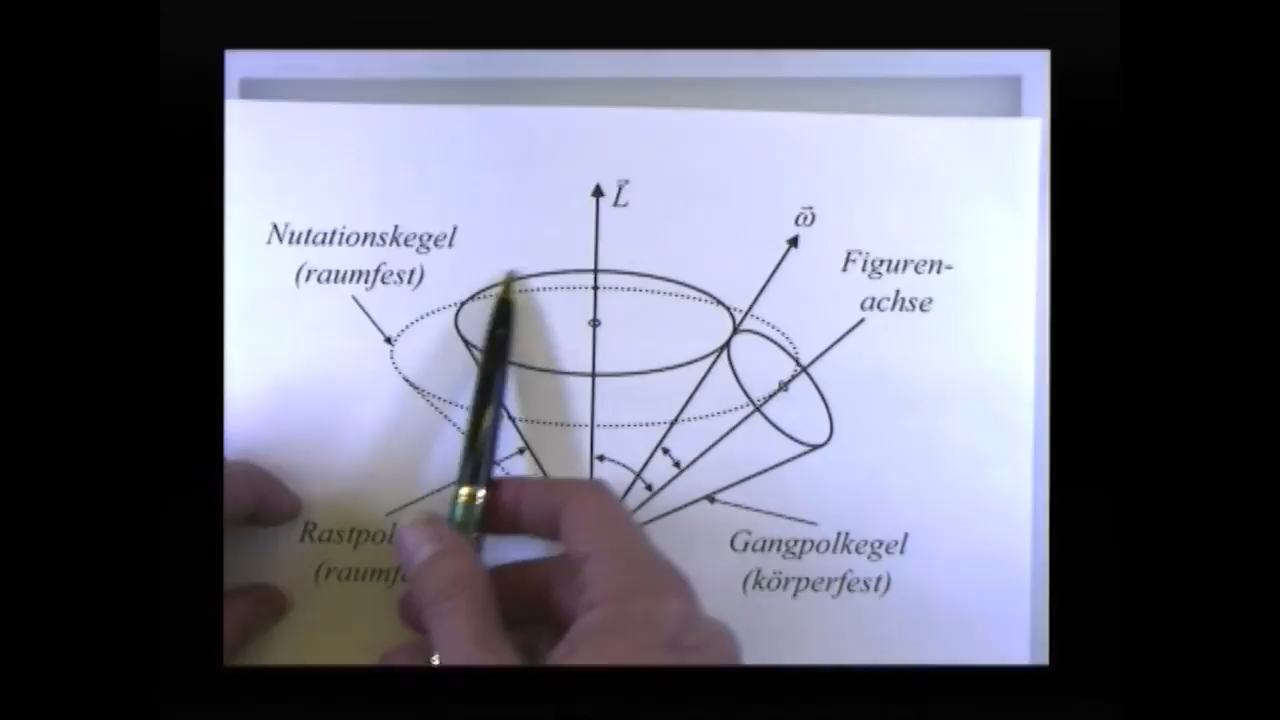 L⃗
ω⃗
Nutationskegel
(raumfest)
Figuren-
achse
Gangpolkegel
(körperfest)